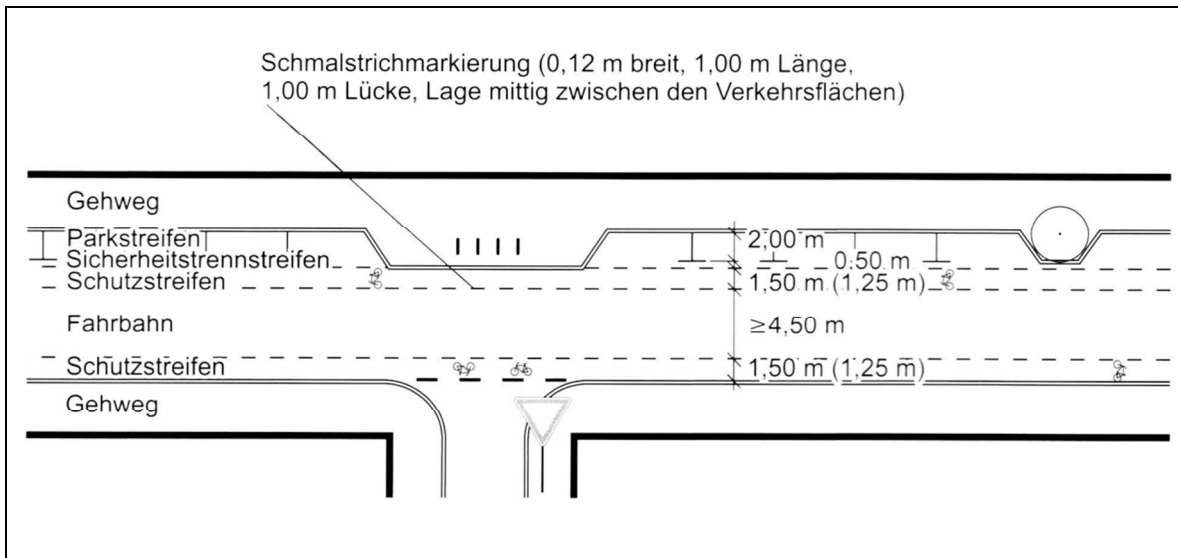 Schmalstrichmarkierung (0,12 m breit, 1,00 m Länge,
1,00 m Lücke, Lage mittig zwischen den Verkehrsflächen)
Gehweg
Parkstreifen
2,00 m
Sicherheitstrennstreifen
0,50 m
Schutzstreifen
1,50 m (1,25 m)
Fahrbahn
≥4,50 m
Schutzstreifen
1,50 m (1,25 m)
Gehweg